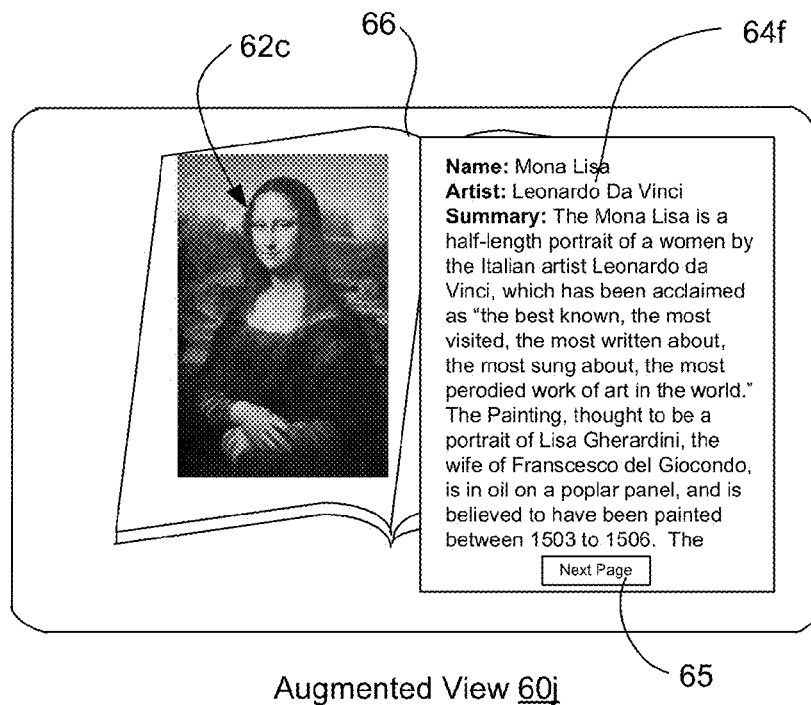 62c
66
64f
Name: Mona Lisa
Artist: Leonardo Da Vinci
Summary: The Mona Lisa is a
half-length portrait of a women by
the Italian artist Leonardo da
Vinci, which has been acclaimed
as “the best known, the most
visited, the most written about,
the most sung about, the most
perodied work of art in the world.”
The Painting, thought to be a
portrait of Lisa Gherardini, the
wife of Franscesco del Giocondo,
is in oil on a poplar panel, and is
believed to have been painted
between 1503 to 1506. The
Next Page
65
Augmented View 60j